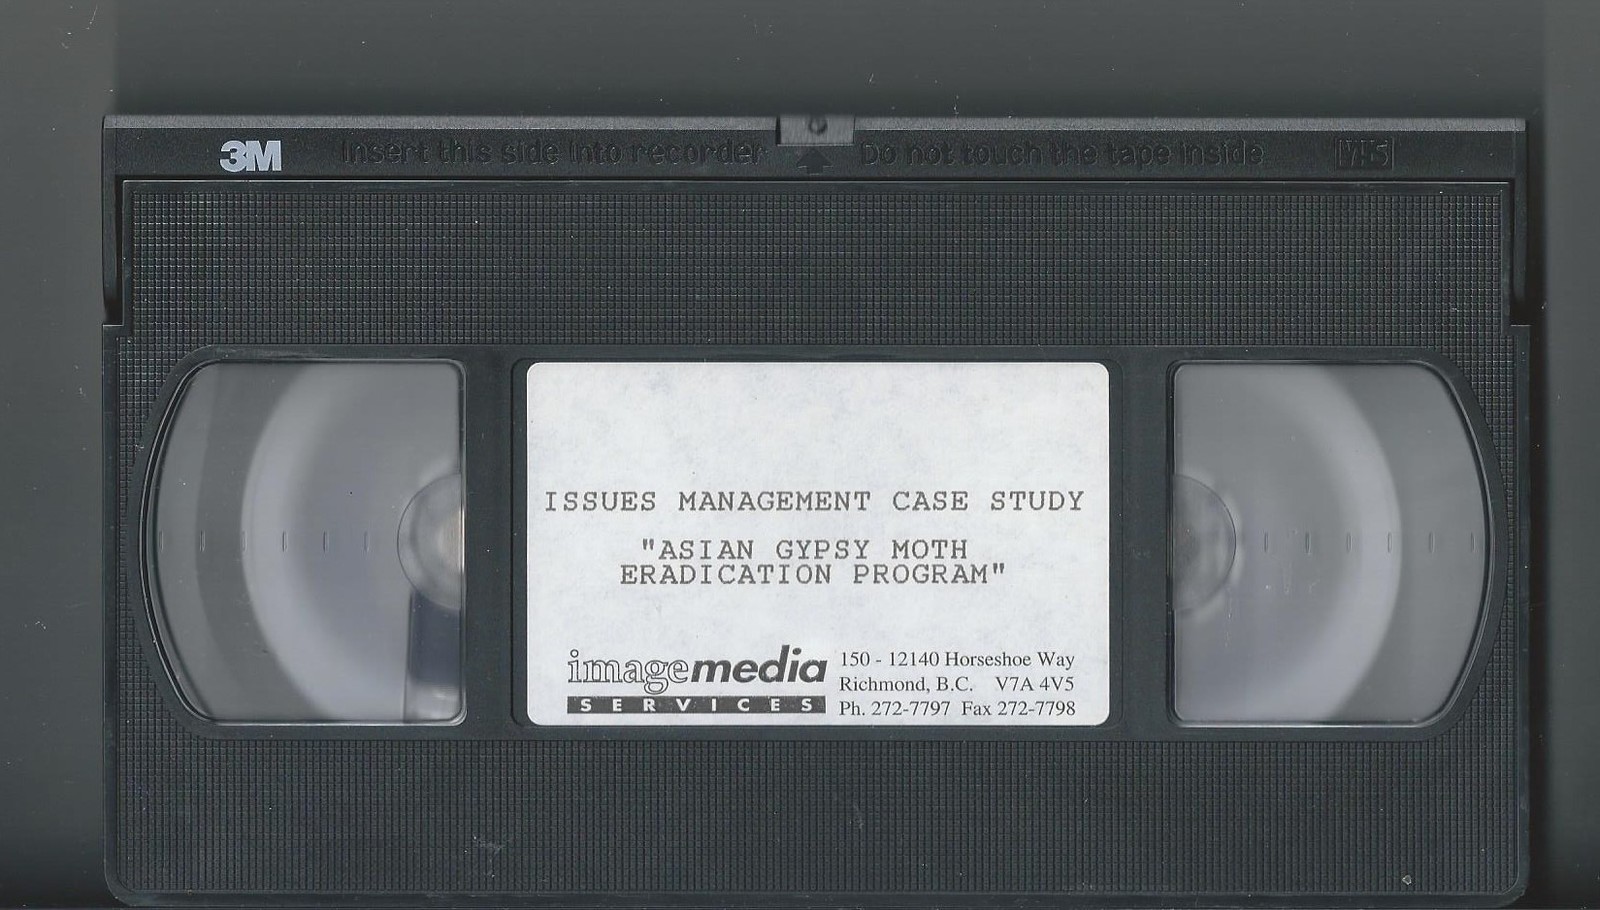 3M Insert this side into recorder Do not touch the tape inside VHS
ISSUES MANAGEMENT CASE STUDY
"ASIAN GYPSY MOTH
ERADICATION PROGRAM"
imagemedia
SERVICES
150 - 12140 Horseshoe Way
Richmond, B.C. V7A 4V5
Ph. 272-7797 Fax 272-7798